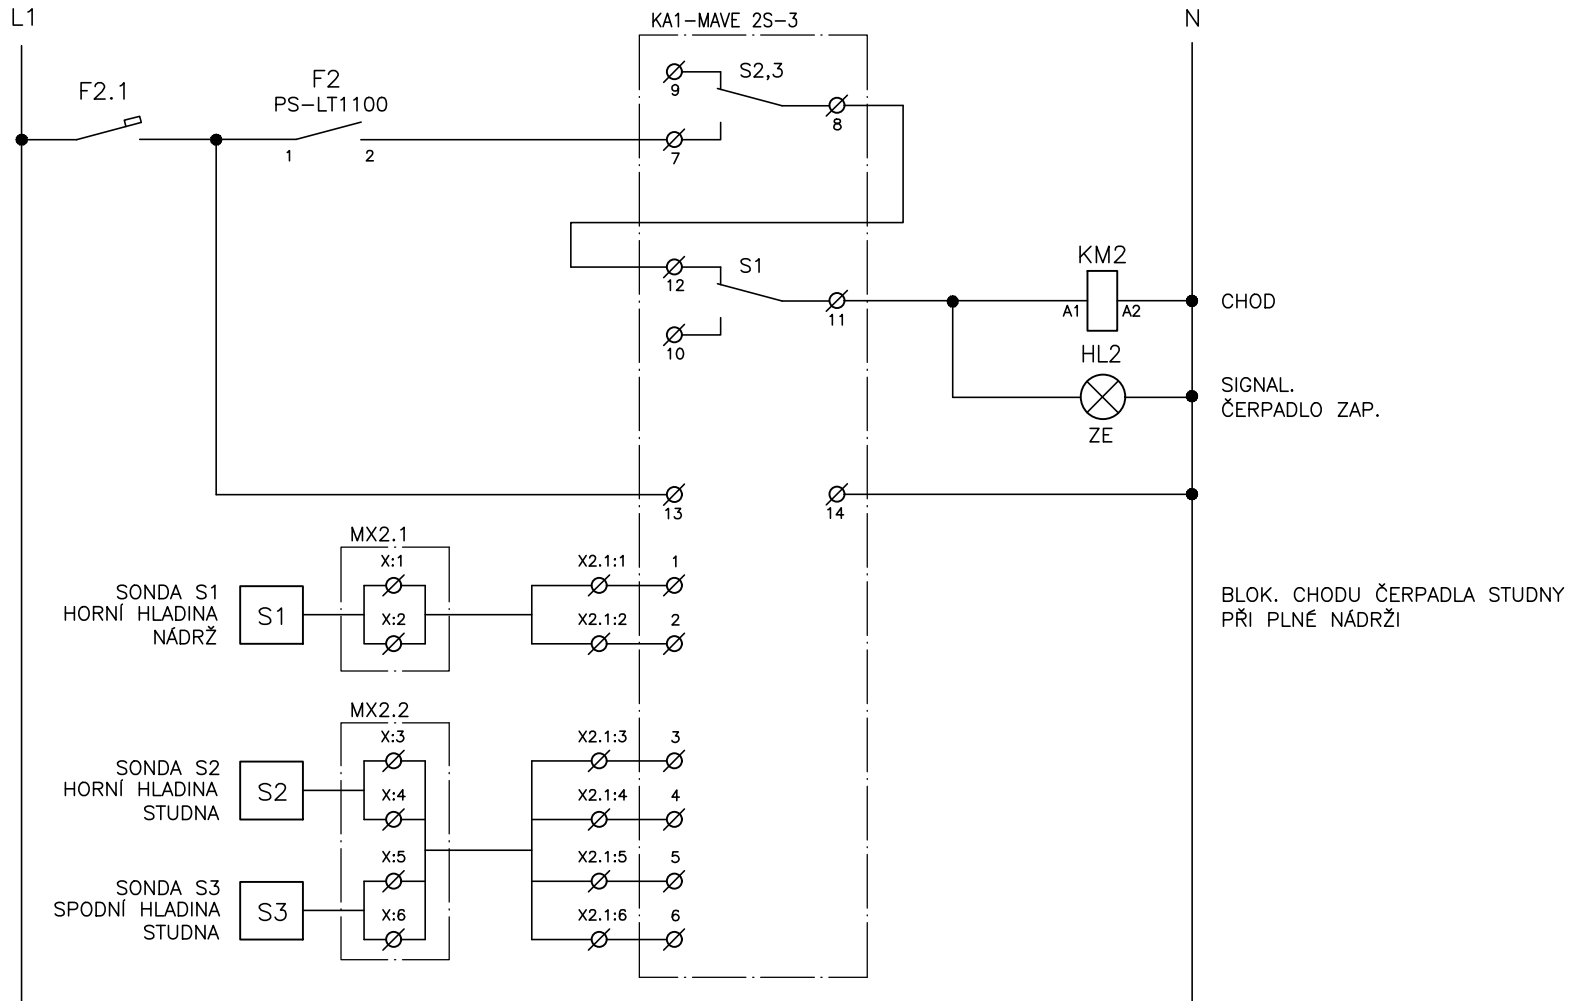 L1
KA1-MAVE 2S-3
N
F2.1
F2
PS-LT1100
S2,3
9
8
1
2
7
12
S1
11
10
KM2
A1
A2
CHOD
HL2
ZE
SIGNAL.
ČERPADLO ZAP.
13
14
MX2.1
X:1
X2.1:1
1
SONDA S1
HORNÍ HLADINA
NÁDRŽ
S1
X:2
X2.1:2
2
BLOK. CHODU ČERPADLA STUDNY
PŘI PLNÉ NÁDRŽI
MX2.2
X:3
X2.1:3
3
SONDA S2
HORNÍ HLADINA
STUDNA
S2
X:4
X2.1:4
4
X:5
X2.1:5
5
SONDA S3
SPODNÍ HLADINA
STUDNA
S3
X:6
X2.1:6
6